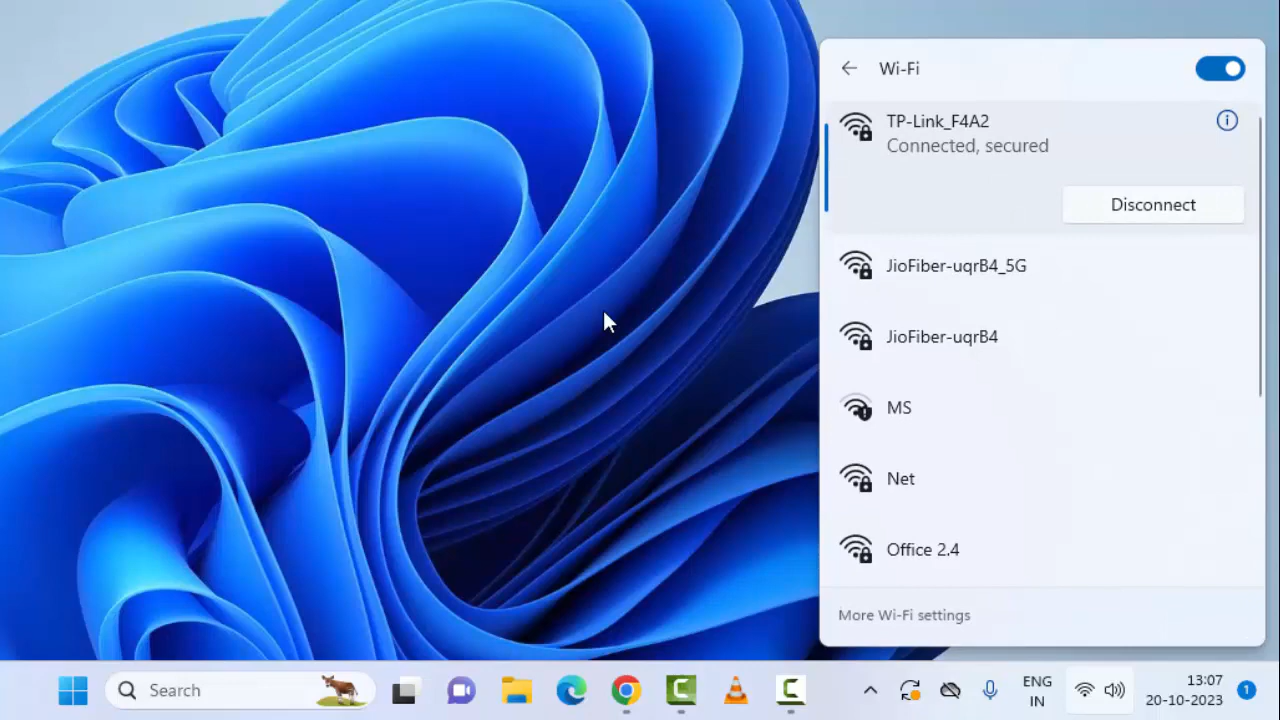 Wi-Fi
TP-Link_F4A2
Connected, secured
Disconnect
JioFiber-uqrB4_5G
JioFiber-uqrB4
MS
Net
Office 2.4
More Wi-Fi settings
Search
ENG
IN
13:07
20-10-2023
1